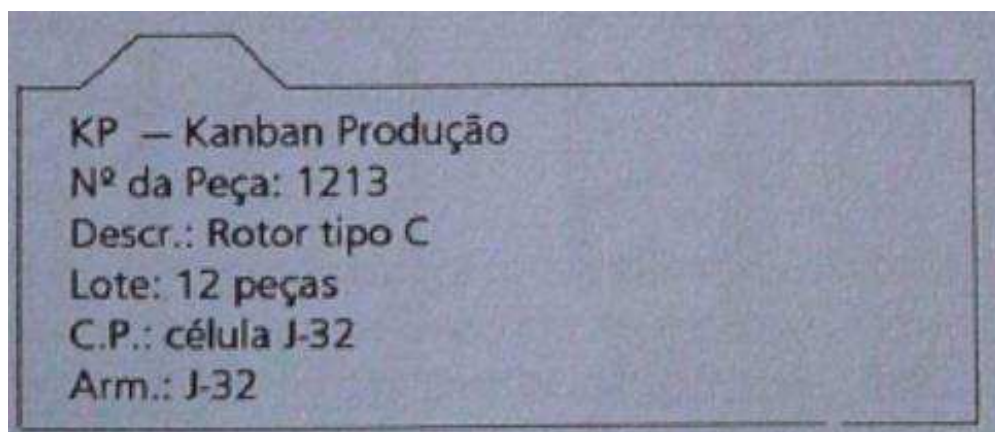 KP – Kanban Produção
Nº da Peça: 1213
Descr.: Rotor tipo C
Lote: 12 peças
C.P.: célula J-32
Arm.: J-32